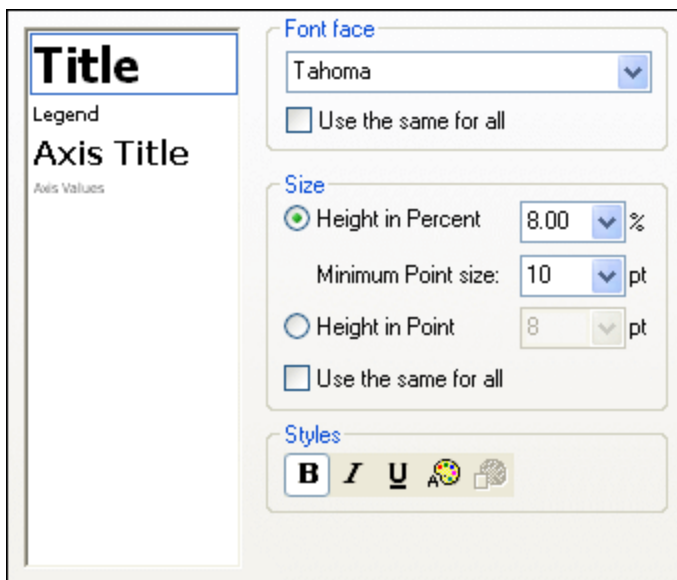 Title
Legend
Axis Title
Axis Values
Font face
Tahoma
Use the same for all
Size
Height in Percent 8.00 %
Minimum Point size: 10 pt
Height in Point 8 pt
Use the same for all
Styles
B I U A